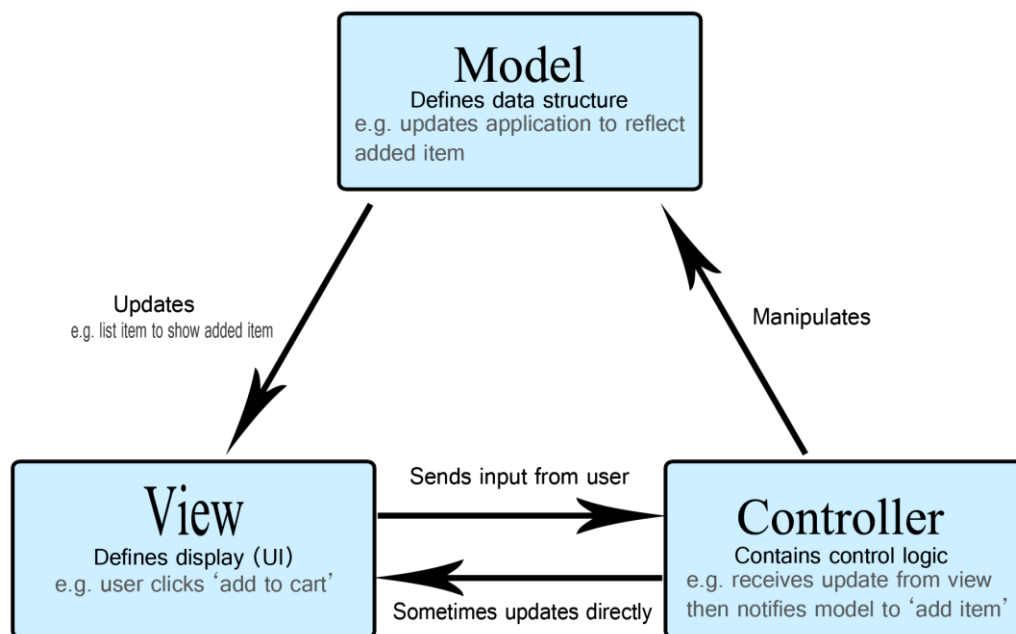 Model
Defines data structure
e.g. updates application to reflect
added item
Updates
e.g. list item to show added item
Manipulates
View
Defines display (UI)
e.g. user clicks ‘add to cart’
Sends input from user
Sometimes updates directly
Controller
Contains control logic
e.g. receives update from view
then notifies model to ‘add item’